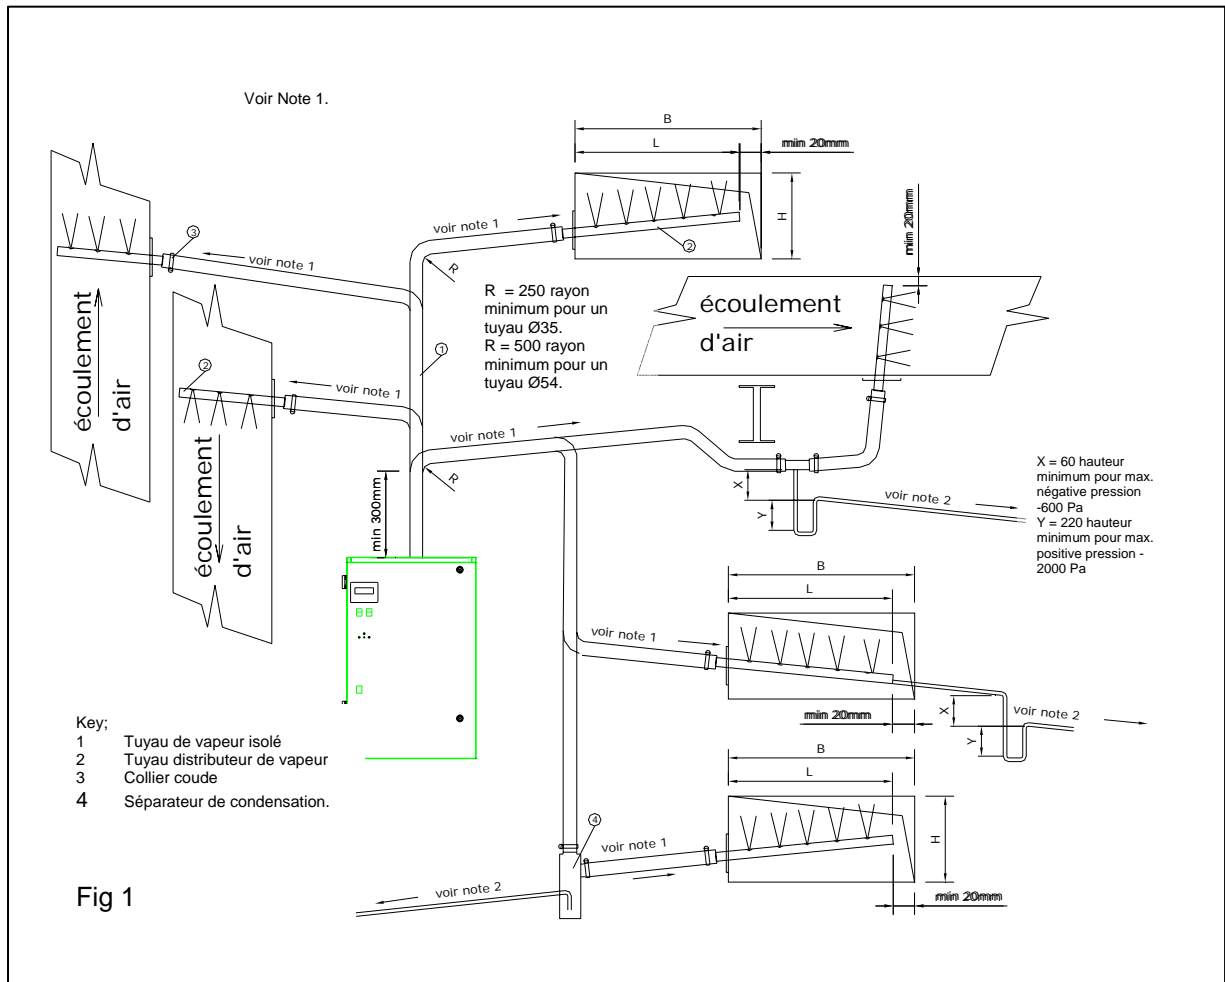 Voir Note 1.
B
L
min 20mm
H
min 20mm
voir note 1
2
3
voir note 1
R
R = 250 rayon
minimum pour un
tuyau Ø35.
R = 500 rayon
minimum pour un
tuyau Ø54.
écoulement
d'air
écoulement
d'air
1
2
voir note 1
écoulement
d'air
voir note 1
R
min 300mm
X
Y
voir note 2
X = 60 hauteur
minimum pour max.
négative pression
-600 Pa
Y = 220 hauteur
minimum pour max.
positive pression -
2000 Pa
B
L
voir note 1
min 20mm
X
Y
voir note 2
Key;
1 Tuyau de vapeur isolé
2 Tuyau distributeur de vapeur
3 Collier coude
4 Séparateur de condensation.
B
L
H
4
voir note 1
min 20mm
voir note 2
Fig 1